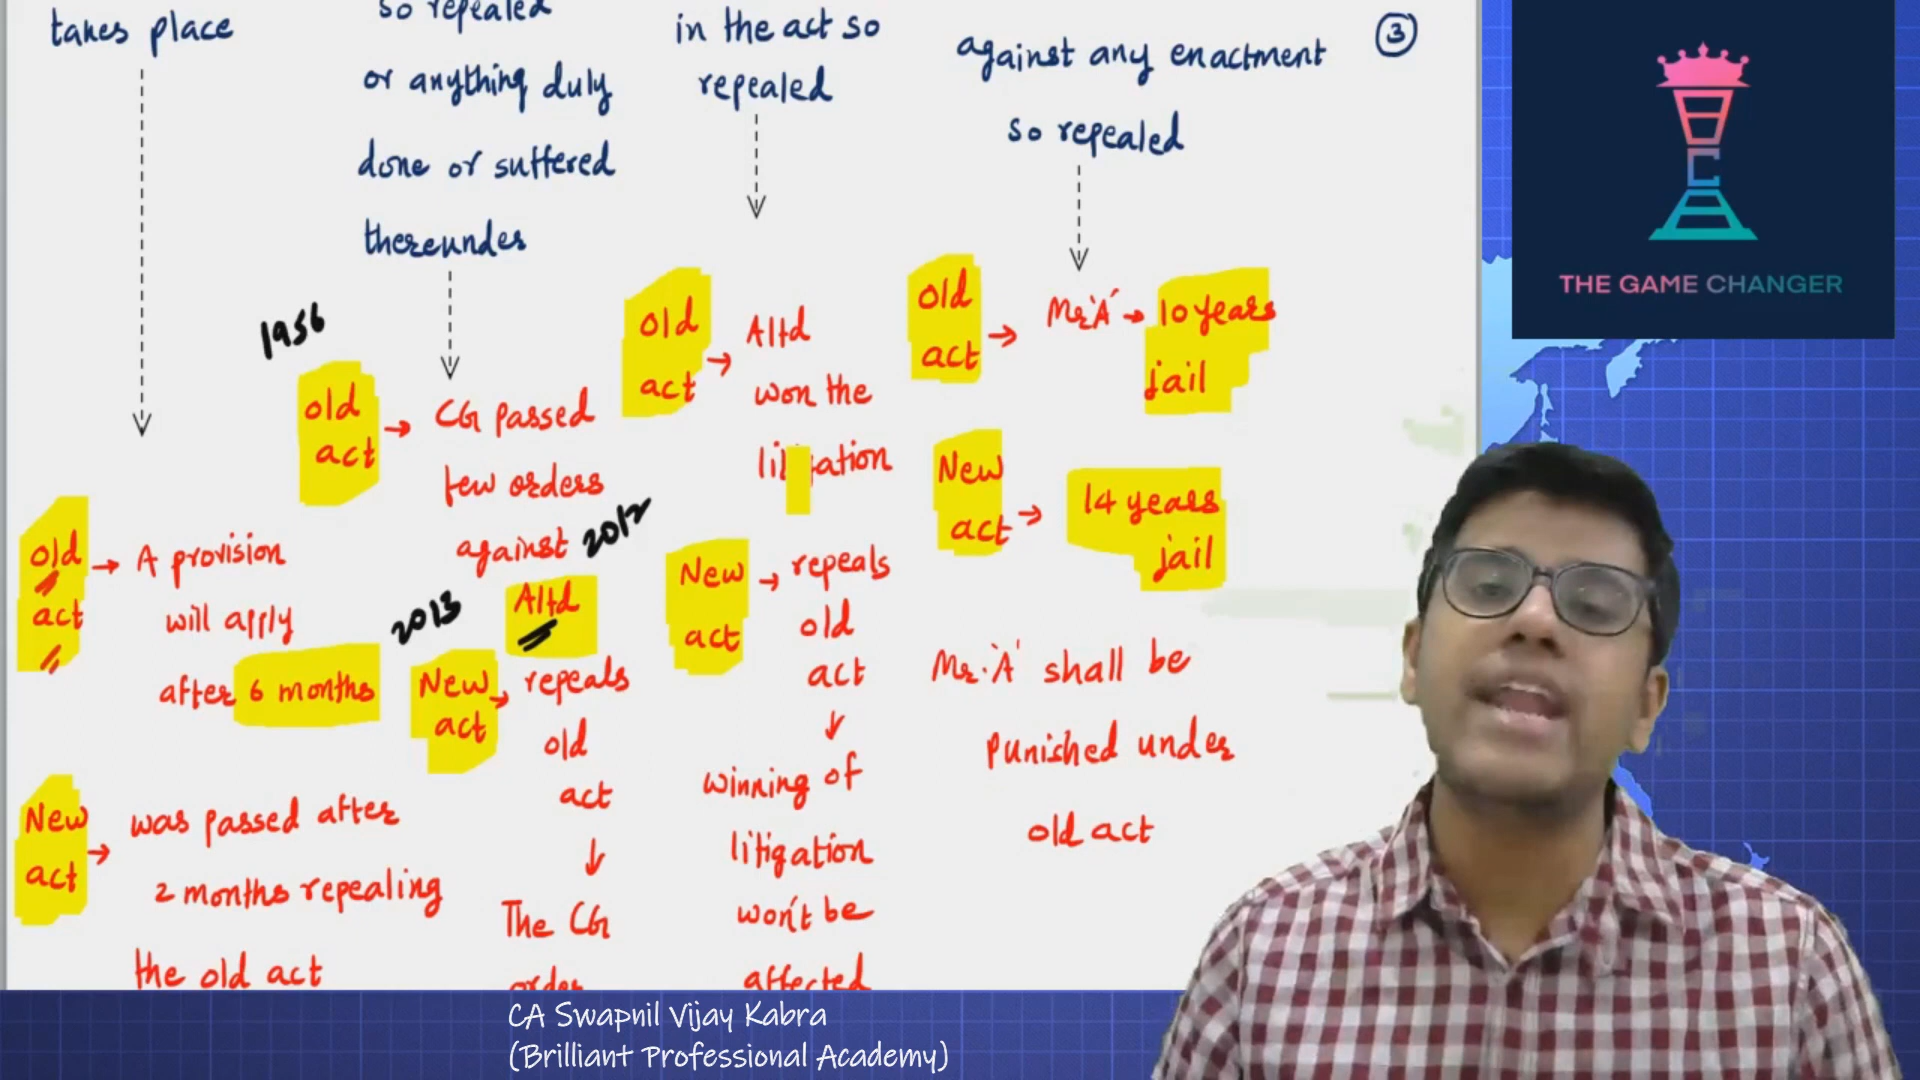 takes place
so repealed
or anything duly
done or suffered
thereunder
in the act so
repealed
against any enactment
so repealed
3
THE GAME CHANGER
old
act
A provision
will apply
after 6 months
New
act
was passed after
2 months repealing
the old act
1956
old
act
CG passed
few orders
against 2012
Altd
2013
New
act
repeals
old
act
The CG
order
old
act
Altd
won the
litigation
New
act
repeals
old
act
winning of
litigation
won't be
affected
old
act
Mr.'A'
10 years
jail
New
act
14 years
jail
Mr.'A' shall be
punished under
old act
CA Swapnil Vijay Kabra
(Brilliant Professional Academy)